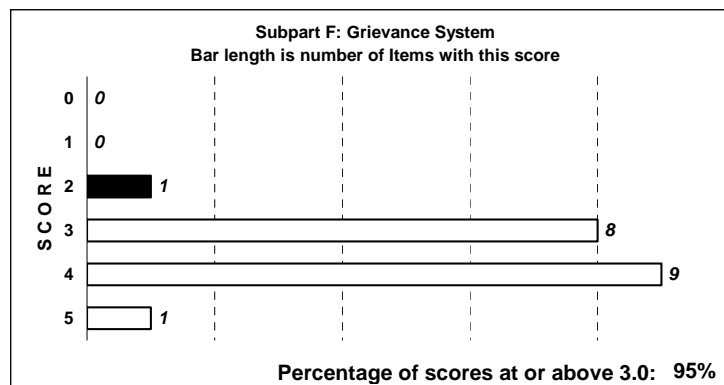 Subpart F: Grievance System
Bar length is number of Items with this score
SCORE
0 0
1 0
2 1
3 8
4 9
5 1
Percentage of scores at or above 3.0: 95%